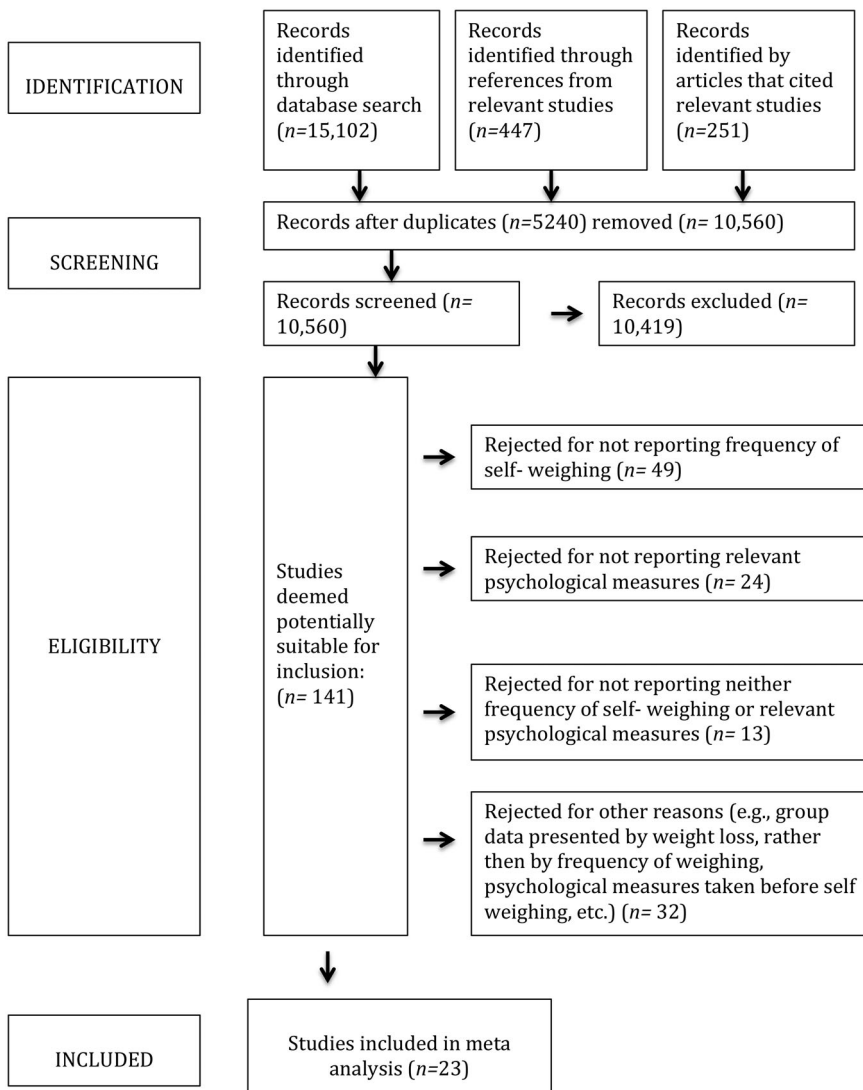 IDENTIFICATION
Records
identified
through
database search
(n=15,102)
Records
identified through
references from
relevant studies
(n=447)
Records
identified by
articles that cited
relevant studies
(n=251)
SCREENING
Records after duplicates (n=5240) removed (n= 10,560)
Records screened (n=
10,560)
Records excluded (n=
10,419)
ELIGIBILITY
Studies
deemed
potentially
suitable for
inclusion:
(n= 141)
Rejected for not reporting frequency of
self- weighing (n= 49)
Rejected for not reporting relevant
psychological measures (n= 24)
Rejected for not reporting neither
frequency of self- weighing or relevant
psychological measures (n= 13)
Rejected for other reasons (e.g., group
data presented by weight loss, rather
then by frequency of weighing,
psychological measures taken before self
weighing, etc.) (n= 32)
INCLUDED
Studies included in meta
analysis (n=23)